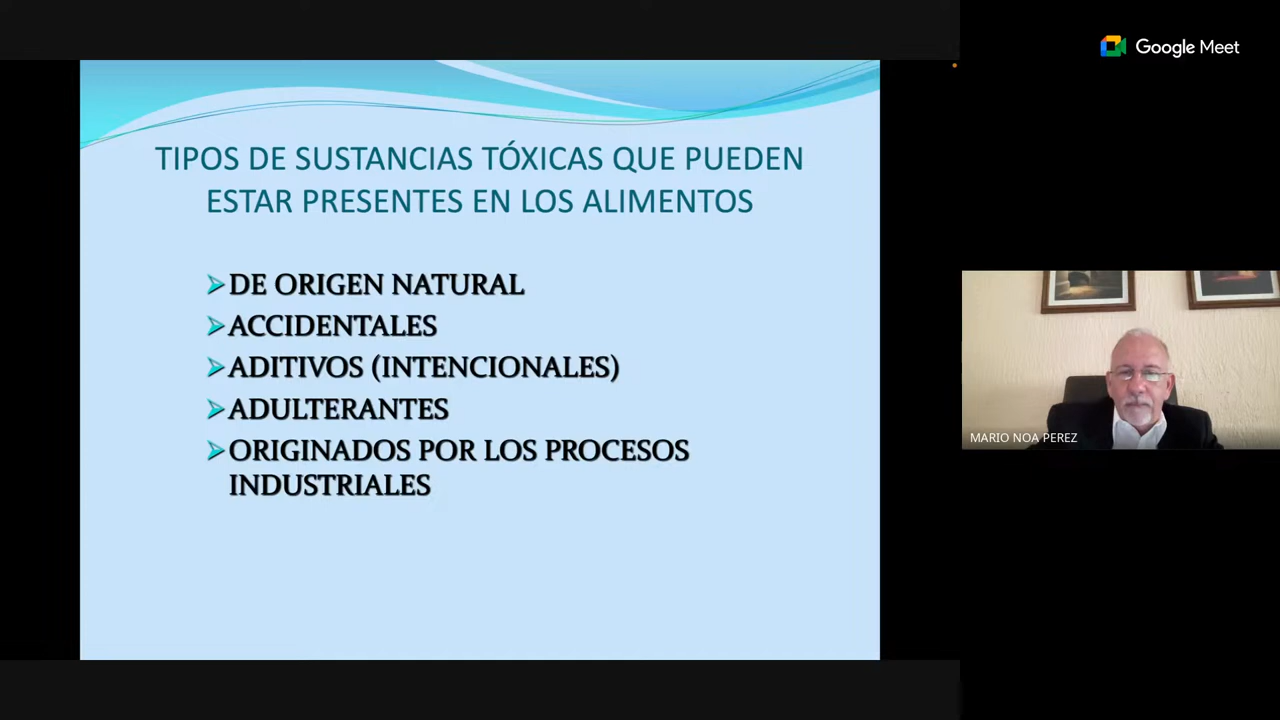 Google Meet
TIPOS DE SUSTANCIAS TÓXICAS QUE PUEDEN
ESTAR PRESENTES EN LOS ALIMENTOS
DE ORIGEN NATURAL
ACCIDENTALES
ADITIVOS (INTENCIONALES)
ADULTERANTES
ORIGINADOS POR LOS PROCESOS
INDUSTRIALES
MARIO NOA PEREZ